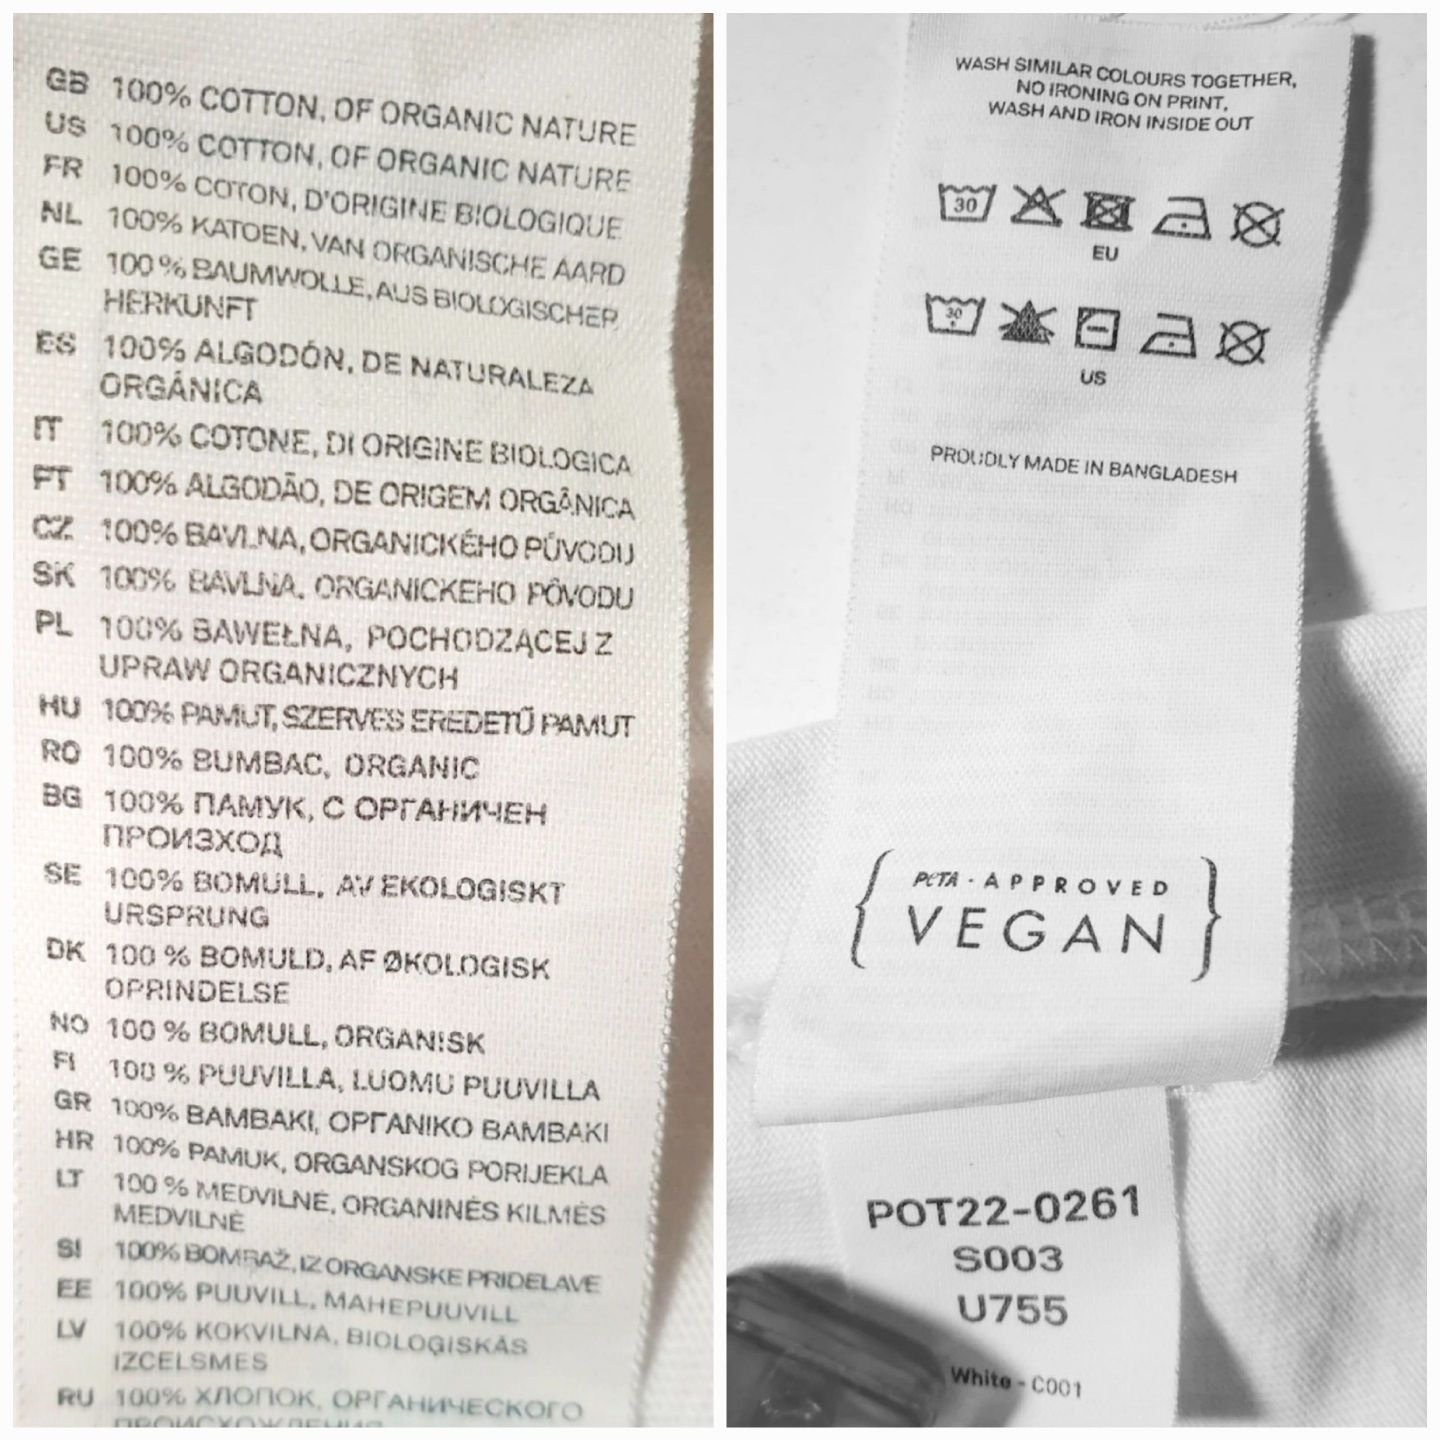 GB 100% COTTON, OF ORGANIC NATURE
US 100% COTTON, OF ORGANIC NATURE
FR 100% COTON, D'ORIGINE BIOLOGIQUE
NL 100% KATOEN, VAN ORGANISCHE AARD
GE 100 % BAUMWOLLE, AUS BIOLOGISCHER
HERKUNFT
ES 100% ALGODÓN, DE NATURALEZA
ORGÁNICA
IT 100% COTONE, DI ORIGINE BIOLOGICA
PT 100% ALGODÃO, DE ORIGEM ORGÂNICA
CZ 100% BAVLNA, ORGANICKÉHO PŮVODU
SK 100% BAVLNA, ORGANICKEHO PÔVODU
PL 100% BAWEŁNA, POCHODZĄCEJ Z
UPRAW ORGANICZNYCH
HU 100% PAMUT, SZERVES EREDETŰ PAMUT
RO 100% BUMBAC, ORGANIC
BG 100% ПАМУК, С ОРГАНИЧЕН
ПРОИЗХОД
SE 100% BOMULL, AV EKOLOGISKT
URSPRUNG
DK 100 % BOMULD, AF ØKOLOGISK
OPRINDELSE
NO 100 % BOMULL, ORGANISK
FI 100 % PUUVILLA, LUOMU PUUVILLA
GR 100% BAMBAKI, ΟΡΓΑΝΙΚΟ BAMBAKI
HR 100% PAMUK, ORGANSKOG PORIJEKLA
LT 100 % MEDVILNĖ, ORGANINĖS KILMĖS
MEDVILNĖ
SI 100% BOMBAŽ, IZ ORGANSKE PRIDELAVE
EE 100% PUUVILL, MAHEPUUVILL
LV 100% KOKVILNA, BIOLOĢISKĀS
IZCELSMES
RU 100% ХЛОПОК, ОРГАНИЧЕСКОГО
ПРОИСХОЖДЕНИЯ
WASH SIMILAR COLOURS TOGETHER,
NO IRONING ON PRINT,
WASH AND IRON INSIDE OUT
30
EU
30
US
PROUDLY MADE IN BANGLADESH
PETA - APPROVED
VEGAN
POT22-0261
S003
U755
White - C001